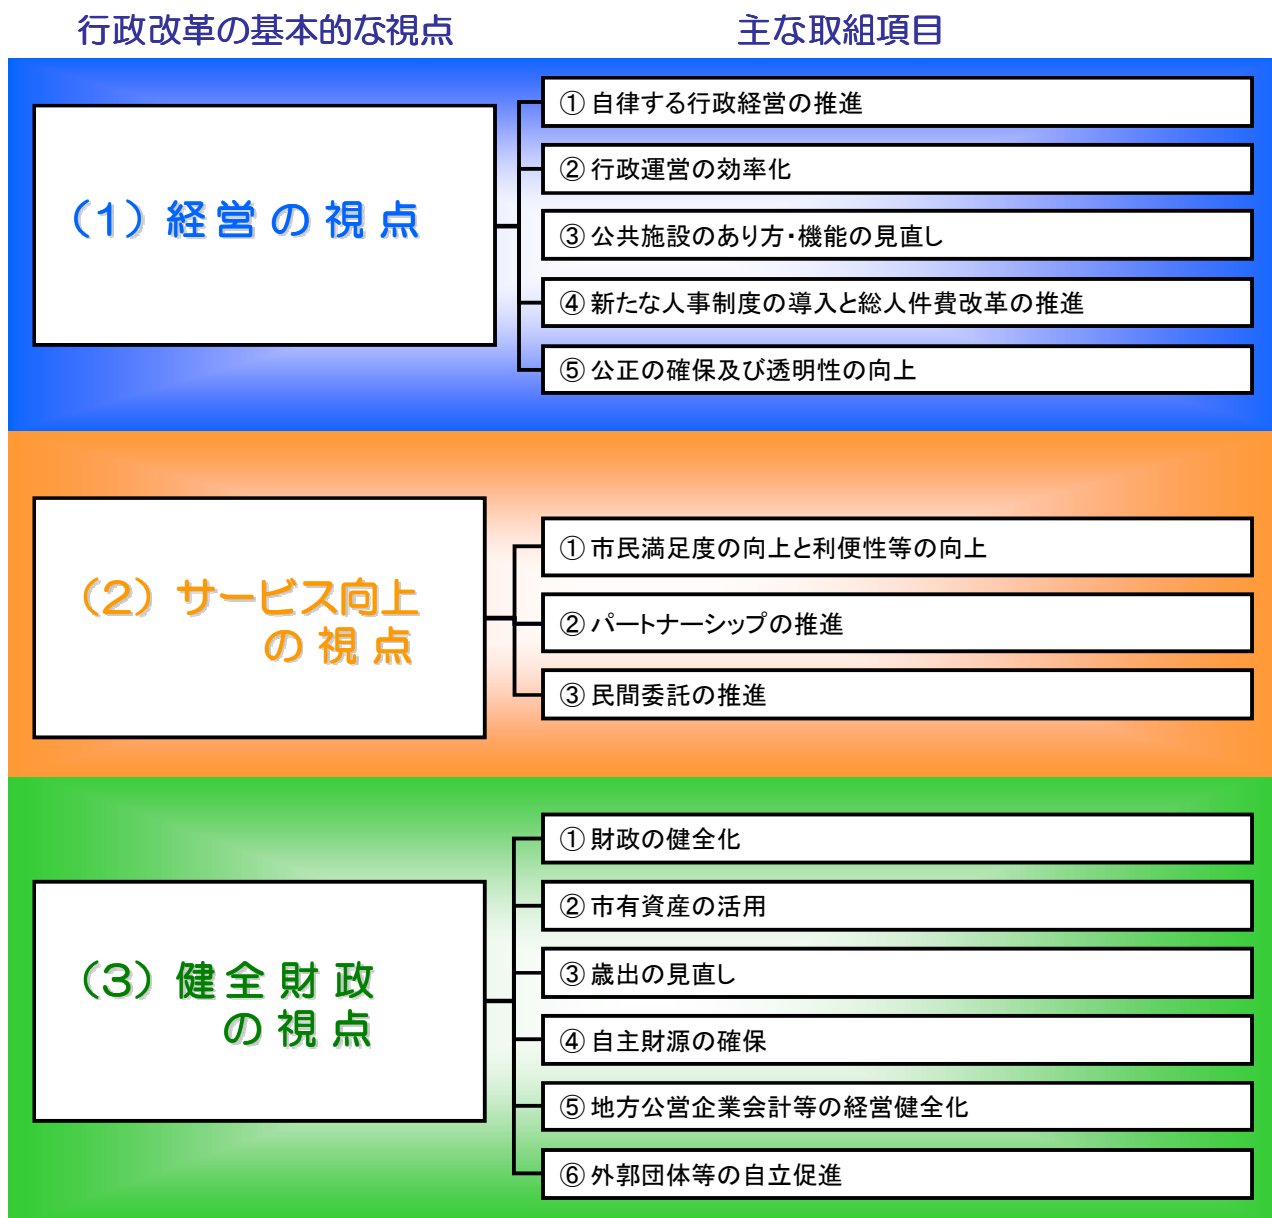 行政改革の基本的な視点
主な取組項目
（1）経営の視点
① 自律する行政経営の推進
② 行政運営の効率化
③ 公共施設のあり方・機能の見直し
④ 新たな人事制度の導入と総人件費改革の推進
⑤ 公正の確保及び透明性の向上
（2）サービス向上
の視点
① 市民満足度の向上と利便性等の向上
② パートナーシップの推進
③ 民間委託の推進
（3）健全財政
の視点
① 財政の健全化
② 市有資産の活用
③ 歳出の見直し
④ 自主財源の確保
⑤ 地方公営企業会計等の経営健全化
⑥ 外郭団体等の自立促進